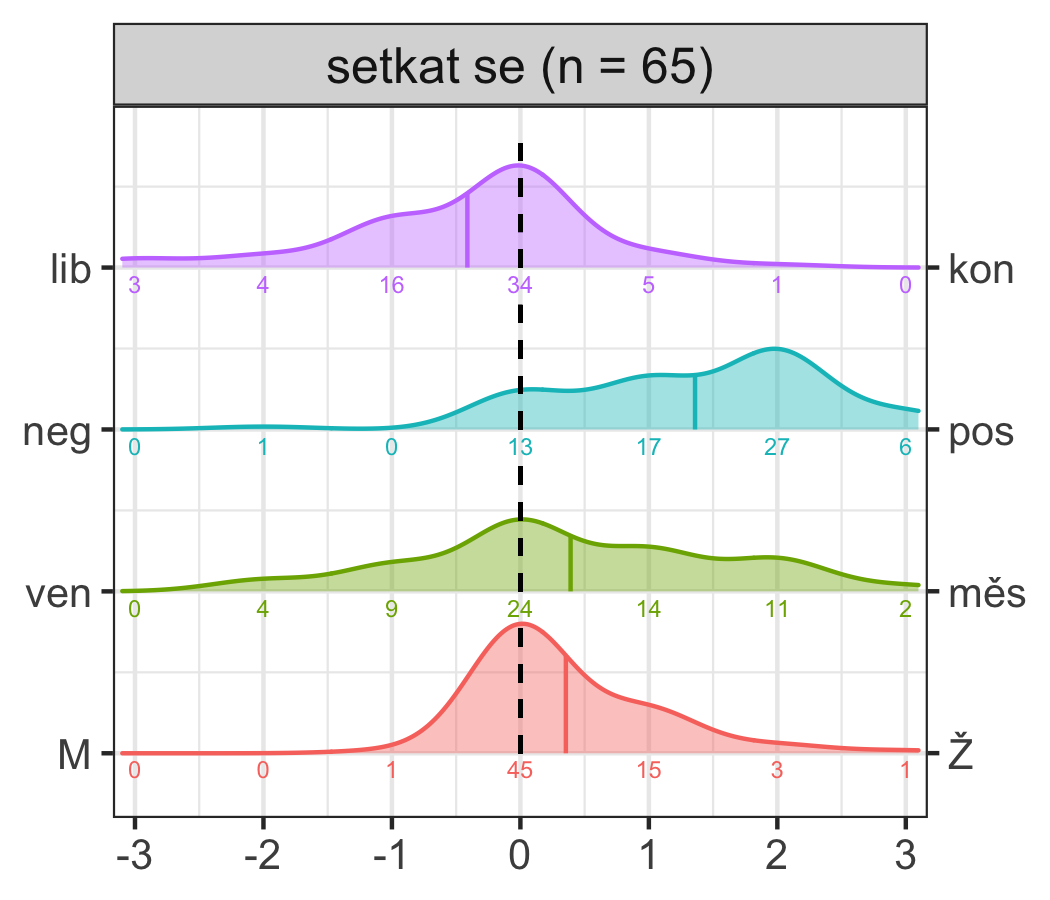 setkat se (n = 65)
lib kon
3 4 16 34 5 1 0
neg pos
0 1 0 13 17 27 6
ven měs
0 4 9 24 14 11 2
M Ž
0 0 1 45 15 3 1
-3 -2 -1 0 1 2 3